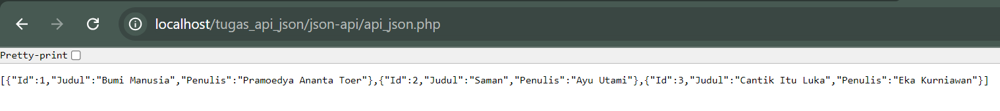 localhost/tugas_api_json/json-api/api_json.php
Pretty-print
[{"Id":1,"Judul":"Bumi Manusia","Penulis":"Pramoedya Ananta Toer"},{"Id":2,"Judul":"Saman","Penulis":"Ayu Utami"},{"Id":3,"Judul":"Cantik Itu Luka","Penulis":"Eka Kurniawan"}]